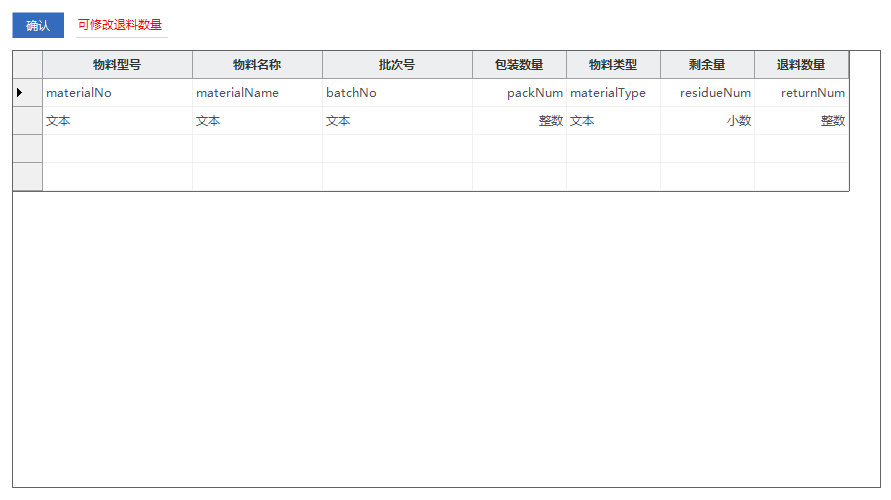 确认 可修改退料数量
物料型号 物料名称 批次号 包装数量 物料类型 剩余量 退料数量
materialNo materialName batchNo packNum materialType residueNum returnNum
文本 文本 文本 整数 文本 小数 整数